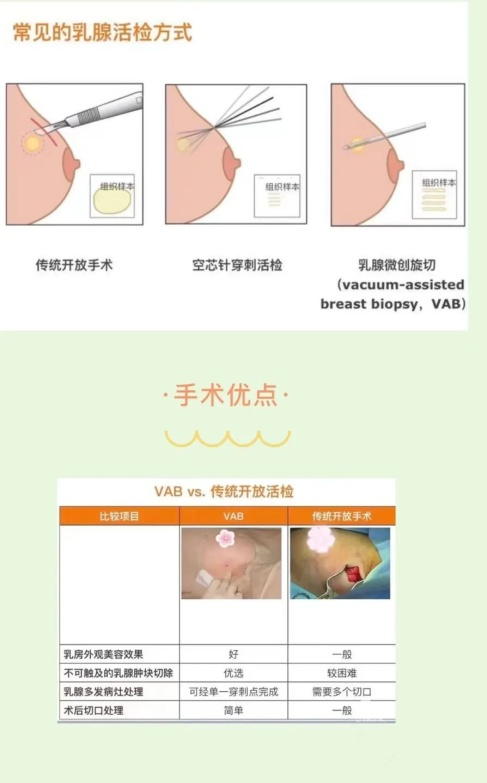 常见的乳腺活检方式
组织样本
组织样本
组织样本
传统开放手术
空芯针穿刺活检
乳腺微创旋切
（vacuum-assisted
breast biopsy，VAB）
·手术优点·
VAB vs. 传统开放活检
比较项目 VAB 传统开放手术
乳房外观美容效果 好 一般
不可触及的乳腺肿块切除 优选 较困难
乳腺多发病灶处理 可经单一穿刺点完成 需要多个切口
术后切口处理 简单 一般